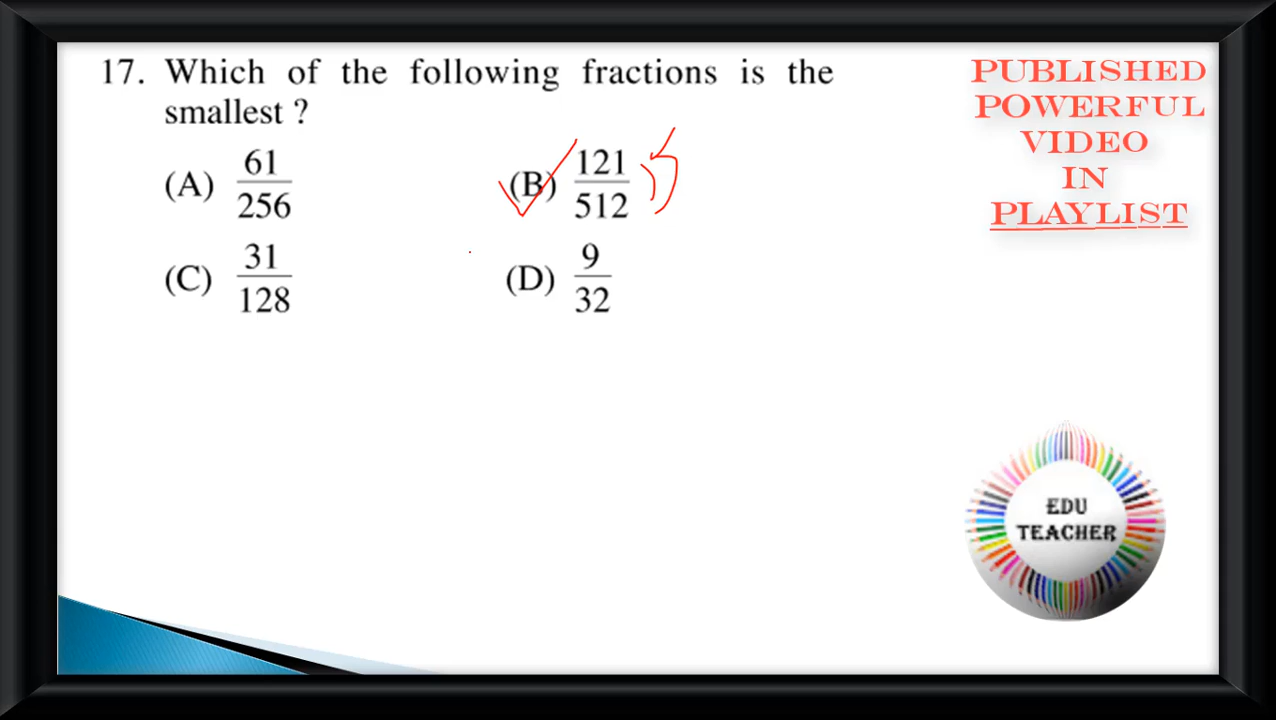 17. Which of the following fractions is the
smallest ?
(A) 61/256 (B) 121/512
(C) 31/128 (D) 9/32
PUBLISHED
POWERFUL
VIDEO
IN
PLAYLIST
EDU
TEACHER